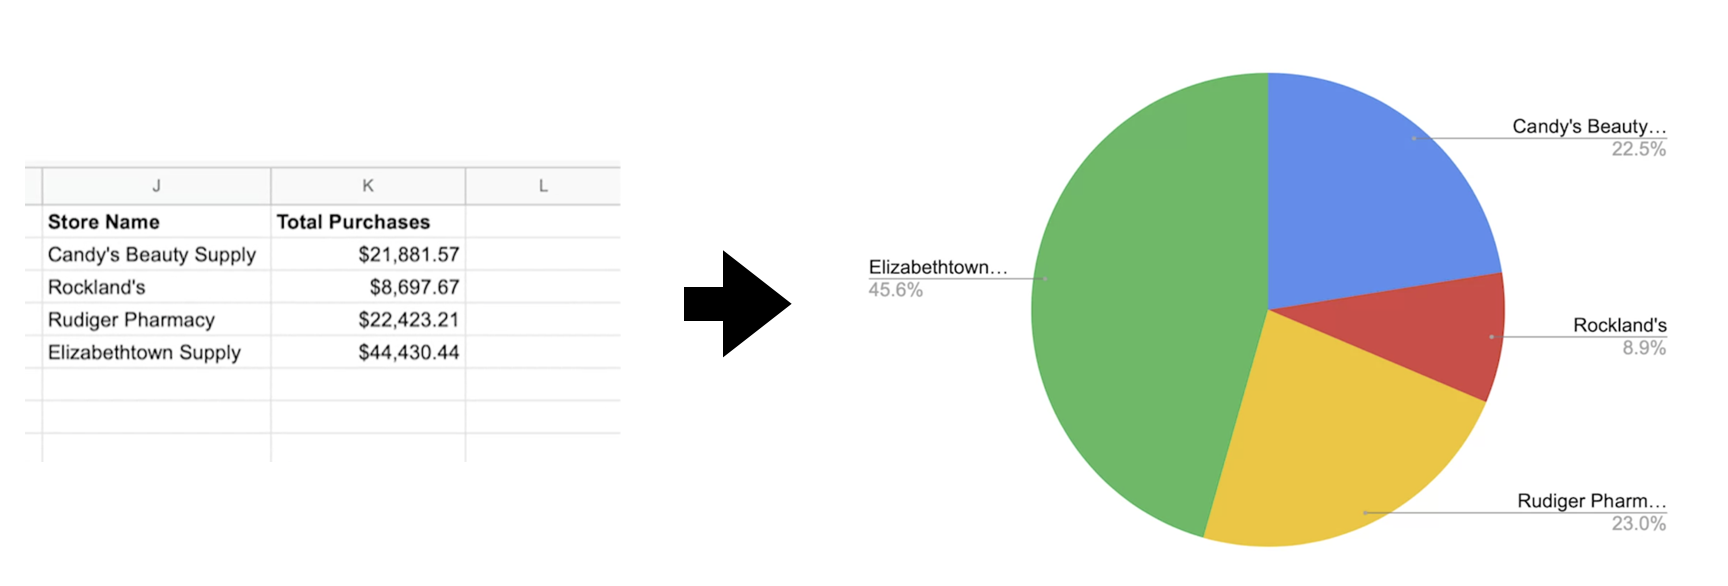 J K L
Store Name Total Purchases
Candy's Beauty Supply $21,881.57
Rockland's $8,697.67
Rudiger Pharmacy $22,423.21
Elizabethtown Supply $44,430.44
Candy's Beauty…
22.5%
Elizabethtown…
45.6%
Rockland's
8.9%
Rudiger Pharm…
23.0%